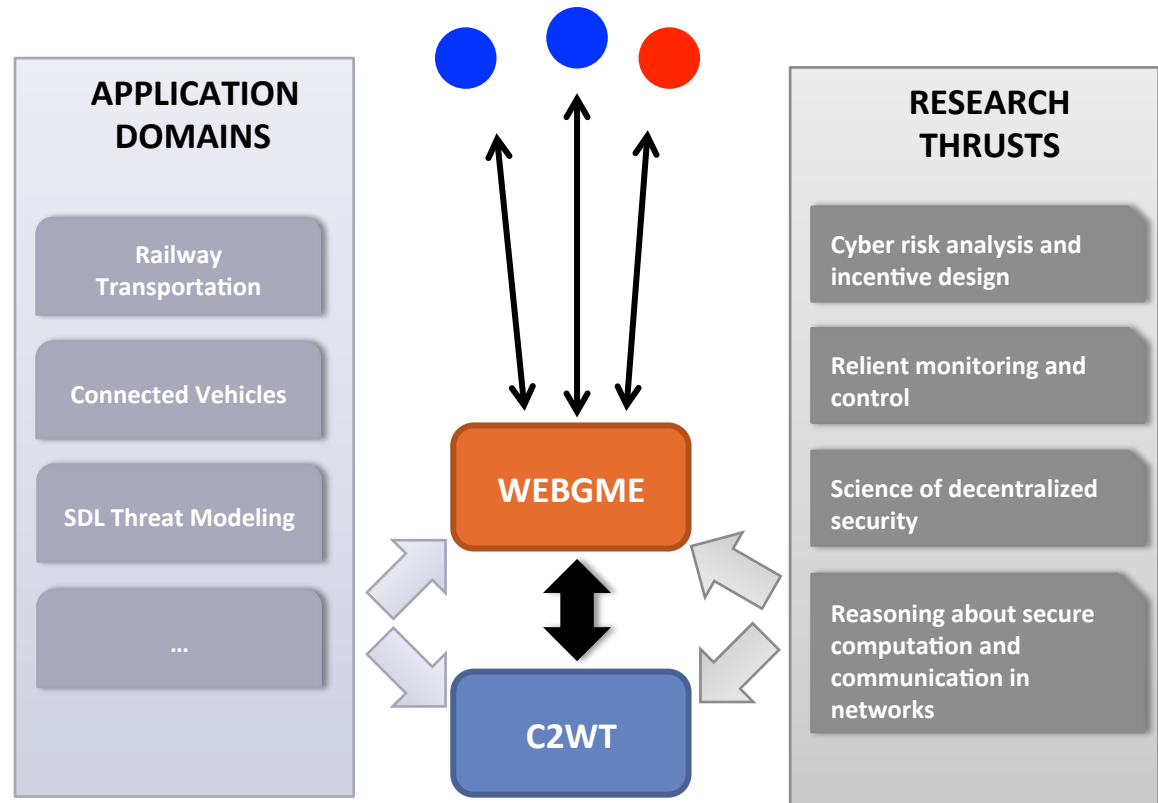 APPLICATION
DOMAINS
Railway
Transportation
Connected Vehicles
SDL Threat Modeling
...
WEBGME
C2WT
RESEARCH
THRUSTS
Cyber risk analysis and
incentive design
Relient monitoring and
control
Science of decentralized
security
Reasoning about secure
computation and
communication in
networks